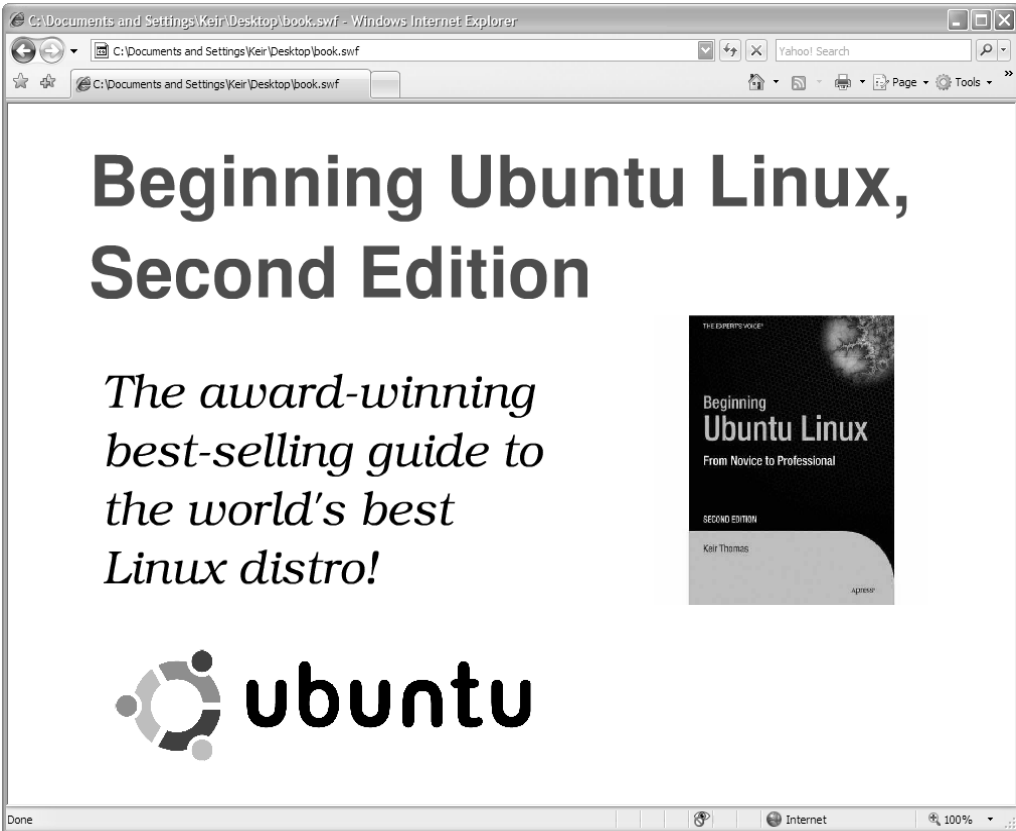 C:\Documents and Settings\Keir\Desktop\book.swf - Windows Internet Explorer
C:\Documents and Settings\Keir\Desktop\book.swf
Yahoo! Search
C:\Documents and Settings\Keir\Desktop\book.swf
Page
Tools
»
Beginning Ubuntu Linux,
Second Edition
The award-winning
best-selling guide to
the world's best
Linux distro!
THE EXPERT'S VOICE®
Beginning
Ubuntu Linux
From Novice to Professional
SECOND EDITION
Keir Thomas
Apress®
ubuntu
Done
Internet
100%